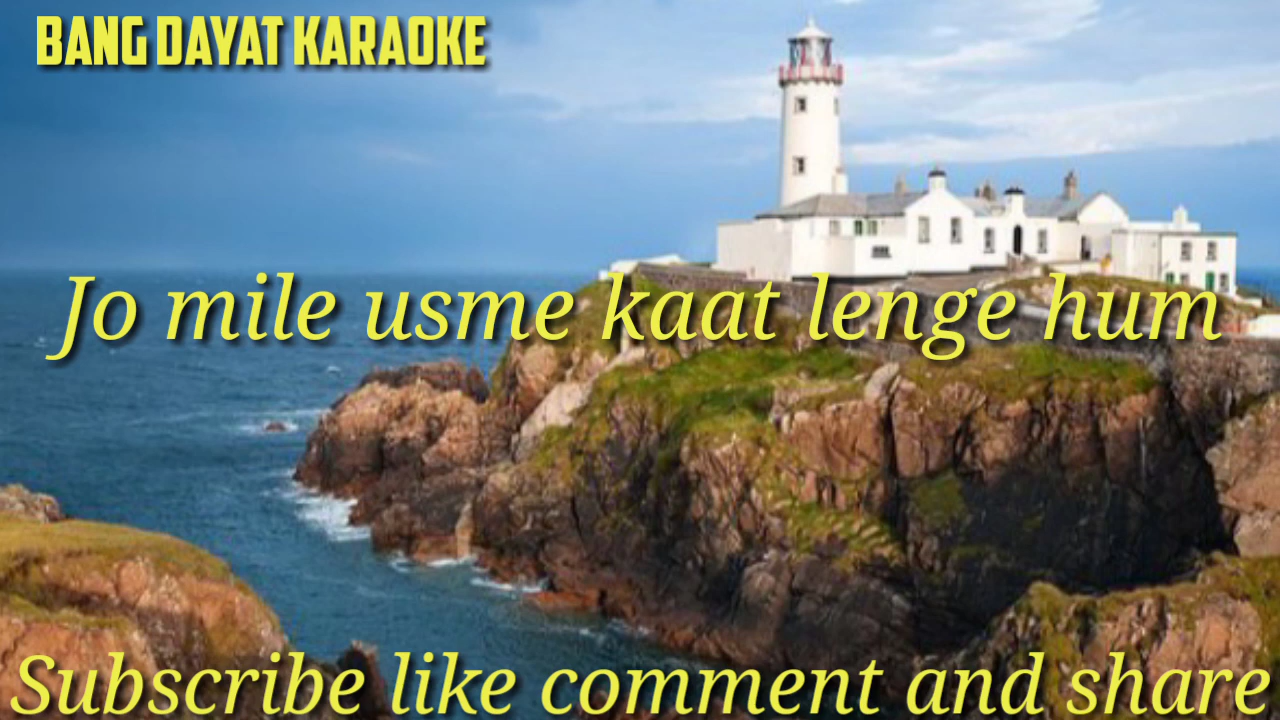 BANG DAYAT KARAOKE
Jo mile usme kaat lenge hum
Subscribe like comment and share